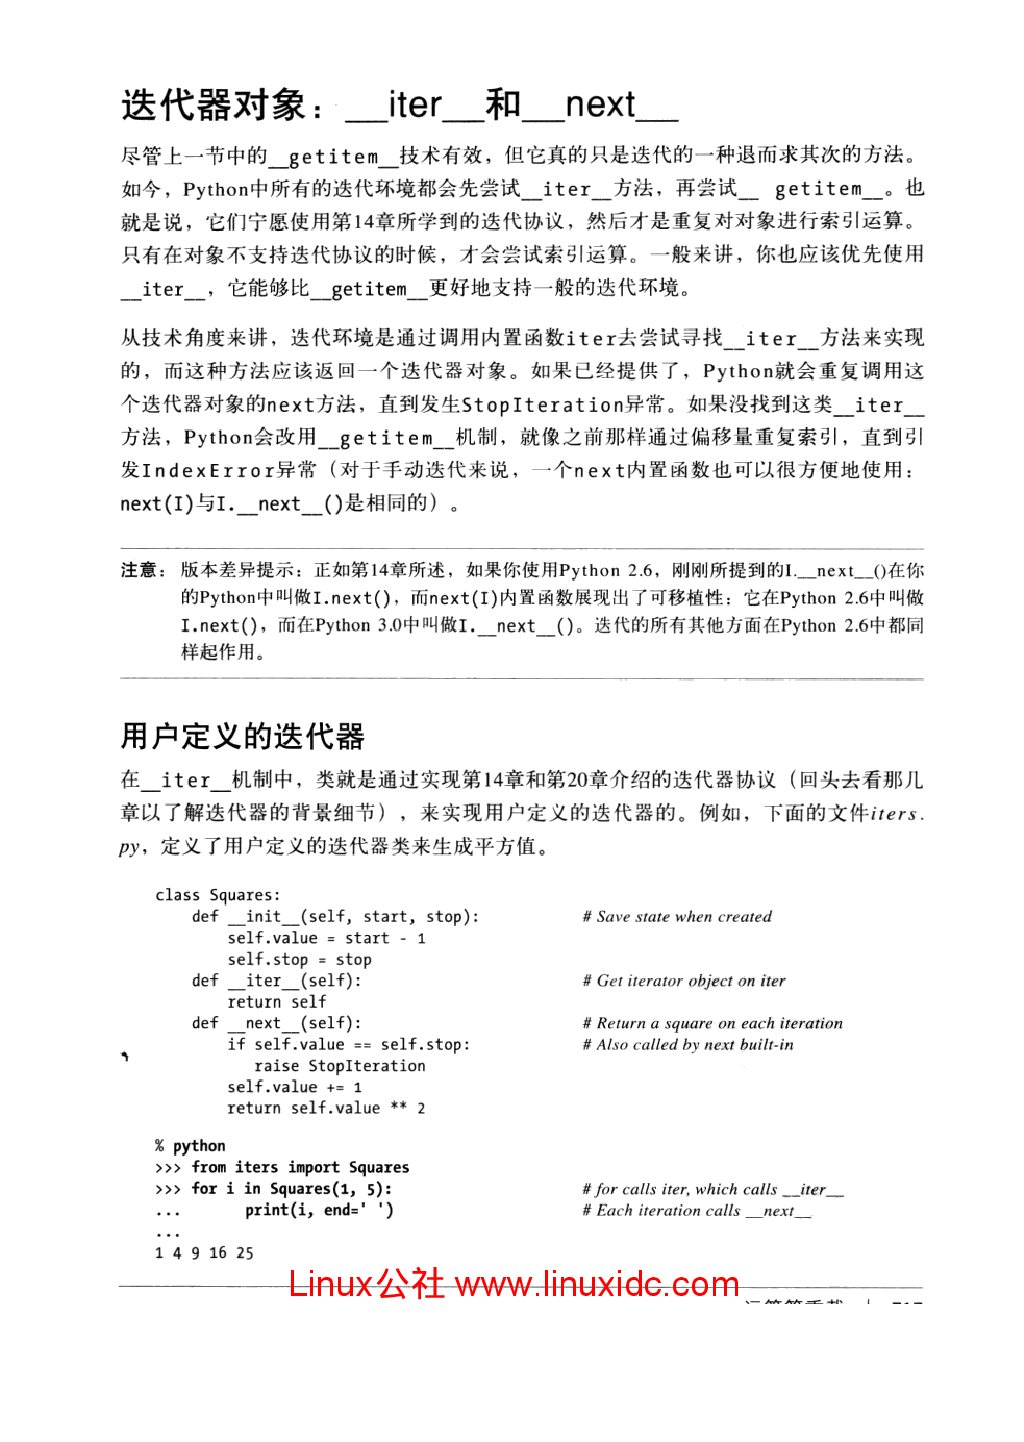 迭代器对象：__iter__和__next__
尽管上一节中的__getitem__技术有效，但它真的只是迭代的一种退而求其次的方法。
如今，Python中所有的迭代环境都会先尝试__iter__方法，再尝试__ getitem__。也
就是说，它们宁愿使用第14章所学到的迭代协议，然后才是重复对对象进行索引运算。
只有在对象不支持迭代协议的时候，才会尝试索引运算。一般来讲，你也应该优先使用
__iter__，它能够比__getitem__更好地支持一般的迭代环境。
从技术角度来讲，迭代环境是通过调用内置函数iter去尝试寻找__iter__方法来实现
的，而这种方法应该返回一个迭代器对象。如果已经提供了，Python就会重复调用这
个迭代器对象的next方法，直到发生StopIteration异常。如果没找到这类__iter__
方法，Python会改用__getitem__机制，就像之前那样通过偏移量重复索引，直到引
发IndexError异常（对于手动迭代来说，一个next内置函数也可以很方便地使用：
next(I)与I.__next__()是相同的）。
注意：版本差异提示：正如第14章所述，如果你使用Python 2.6，刚刚所提到的I.__next__()在你
的Python中叫做I.next()，而next(I)内置函数展现出了可移植性；它在Python 2.6中叫做
I.next()，而在Python 3.0中叫做I.__next__()。迭代的所有其他方面在Python 2.6中都同
样起作用。
用户定义的迭代器
在__iter__机制中，类就是通过实现第14章和第20章介绍的迭代器协议（回头去看那几
章以了解迭代器的背景细节），来实现用户定义的迭代器的。例如，下面的文件iters.
py，定义了用户定义的迭代器类来生成平方值。
class Squares:
def __init__(self, start, stop): # Save state when created
self.value = start - 1
self.stop = stop
def __iter__(self): # Get iterator object on iter
return self
def __next__(self): # Return a square on each iteration
if self.value == self.stop: # Also called by next built-in
raise StopIteration
self.value += 1
return self.value ** 2
% python
>>> from iters import Squares
>>> for i in Squares(1, 5): # for calls iter, which calls __iter__
... print(i, end=' ') # Each iteration calls __next__
...
1 4 9 16 25
Linux公社 www.linuxidc.com